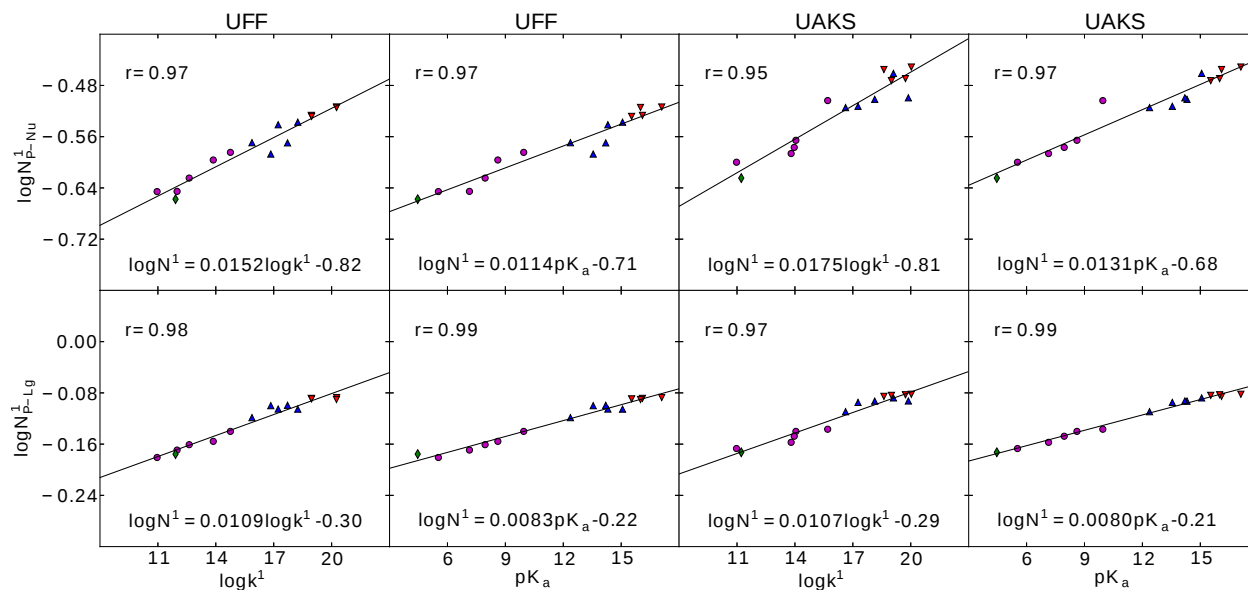 UFF UFF UAKS UAKS
logN¹P−Nu
−0.48
−0.56
−0.64
−0.72
r= 0.97 r= 0.97 r= 0.95 r= 0.97
logN¹ = 0.0152logk¹ -0.82 logN¹ = 0.0114pKₐ-0.71 logN¹ = 0.0175logk¹ -0.81 logN¹ = 0.0131pKₐ-0.68
logN¹P−Lg
0.00
−0.08
−0.16
−0.24
r= 0.98 r= 0.99 r= 0.97 r= 0.99
logN¹ = 0.0109logk¹ -0.30 logN¹ = 0.0083pKₐ-0.22 logN¹ = 0.0107logk¹ -0.29 logN¹ = 0.0080pKₐ-0.21
11 14 17 20 6 9 12 15 11 14 17 20 6 9 12 15
logk¹ pKₐ logk¹ pKₐ